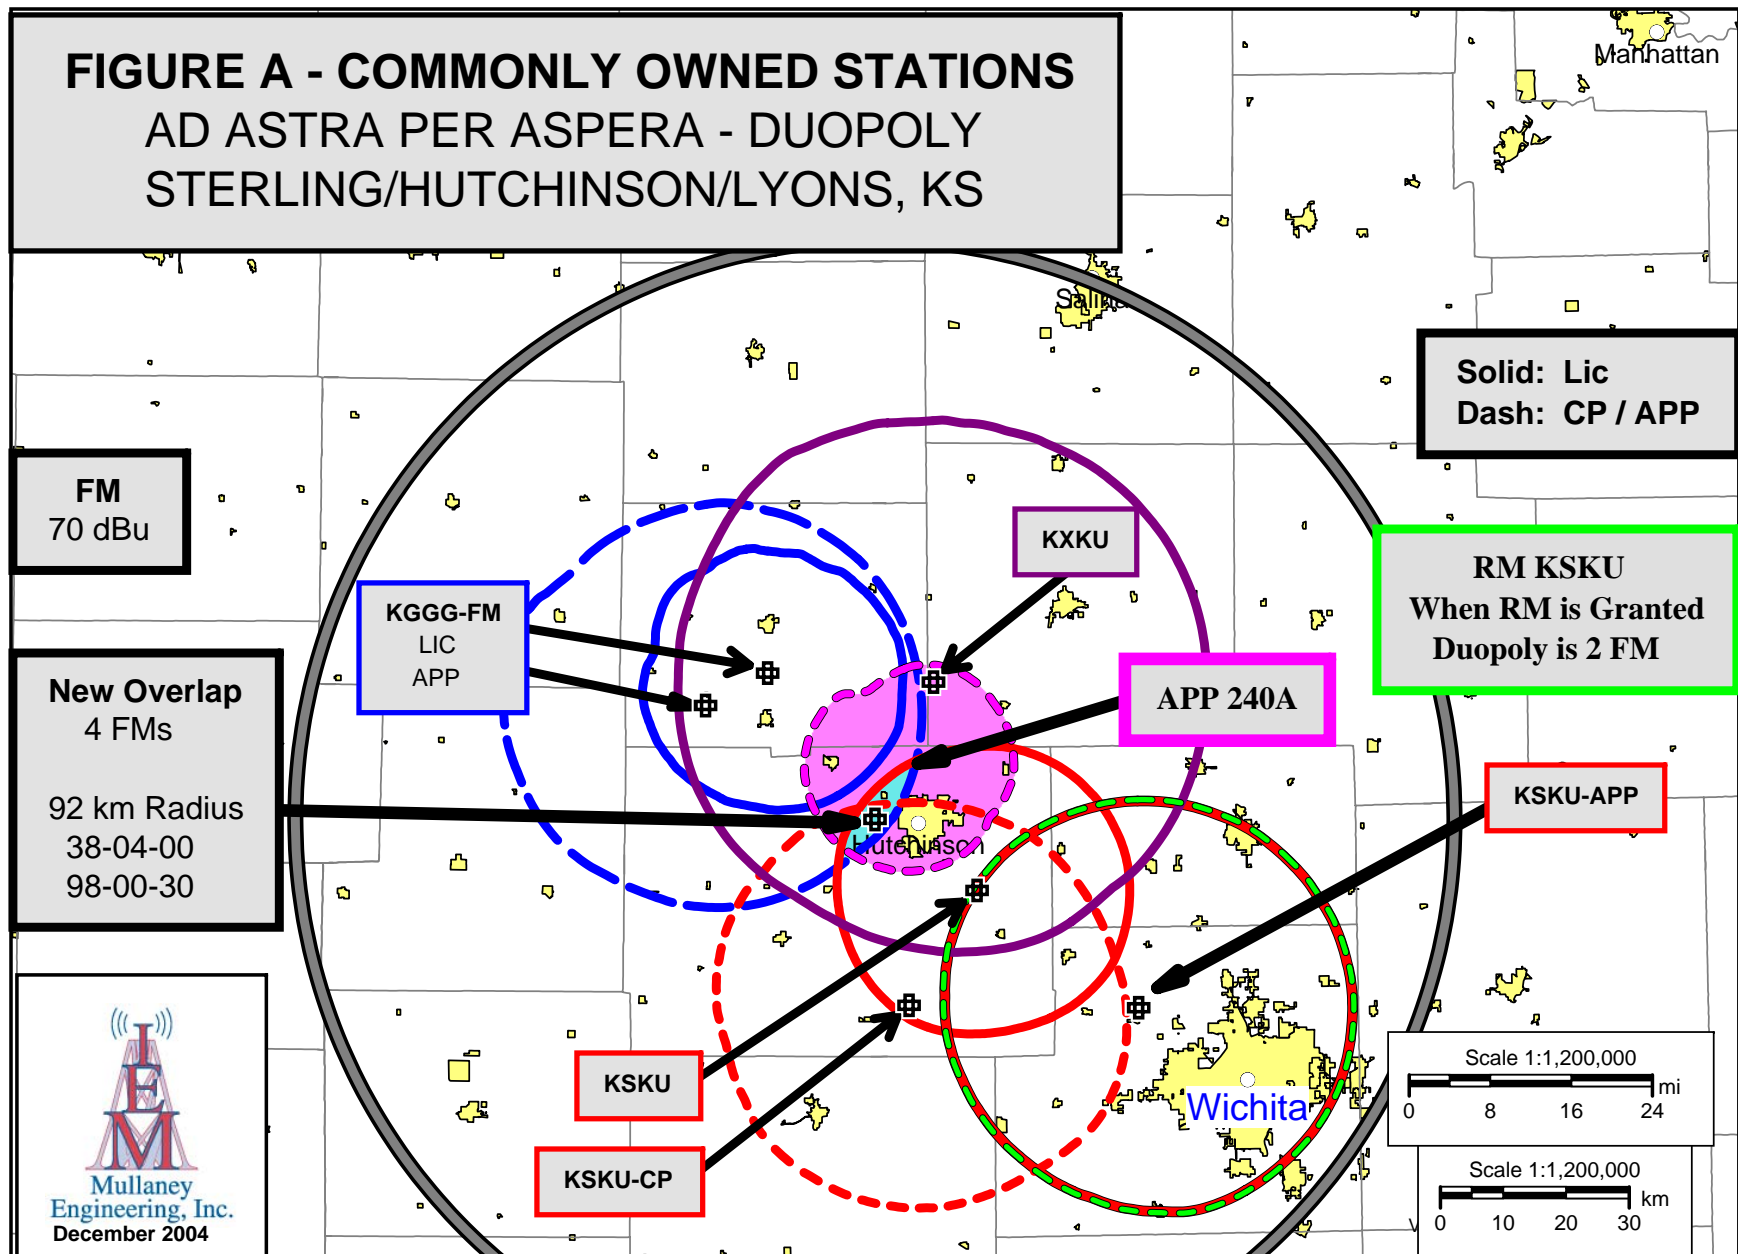 FIGURE A - COMMONLY OWNED STATIONS
AD ASTRA PER ASPERA - DUOPOLY
STERLING/HUTCHINSON/LYONS, KS
Manhattan
Salina
Solid: Lic
Dash: CP / APP
FM
70 dBu
KXKU
RM KSKU
When RM is Granted
Duopoly is 2 FM
KGGG-FM
LIC
APP
New Overlap
4 FMs
92 km Radius
38-04-00
98-00-30
APP 240A
KSKU-APP
Hutchinson
KSKU
KSKU-CP
Wichita
IEM
Mullaney
Engineering, Inc.
December 2004
Scale 1:1,200,000
mi
0 8 16 24
Scale 1:1,200,000
km
0 10 20 30